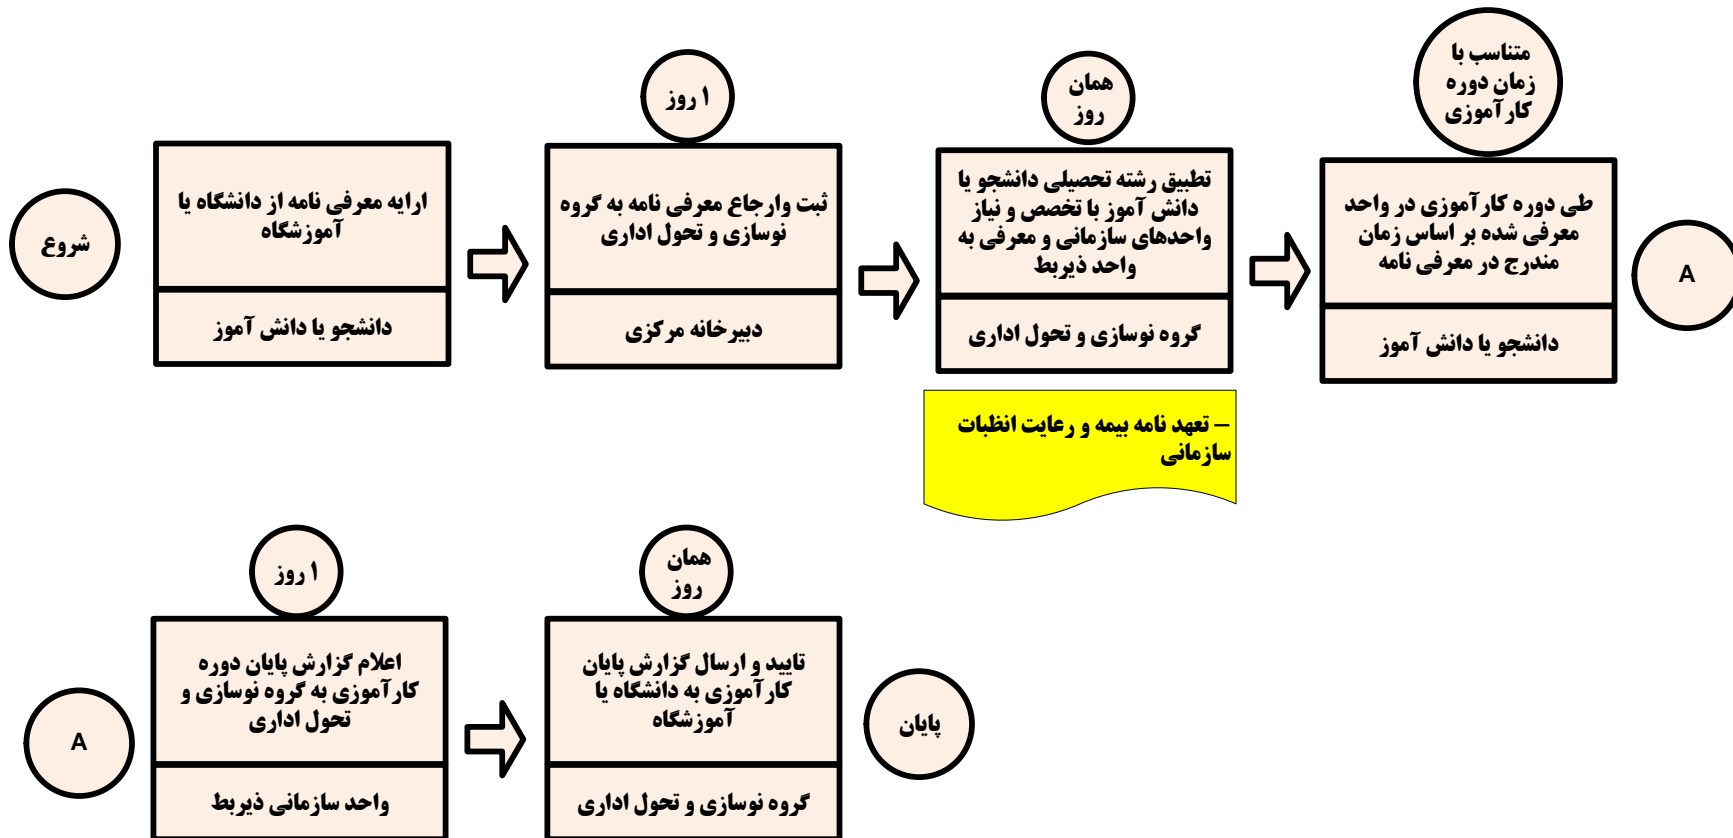 شروع
ارایه معرفی نامه از دانشگاه یا
آموزشگاه
دانشجو یا دانش آموز
۱ روز
ثبت وارجاع معرفی نامه به گروه
نوسازی و تحول اداری
دبیرخانه مرکزی
همان
روز
تطبیق رشته تحصیلی دانشجو یا
دانش آموز با تخصص و نیاز
واحدهای سازمانی و معرفی به
واحد ذیربط
گروه نوسازی و تحول اداری
– تعهد نامه بیمه و رعایت انظبات
سازمانی
متناسب با
زمان دوره
کارآموزی
طی دوره کارآموزی در واحد
معرفی شده بر اساس زمان
مندرج در معرفی نامه
دانشجو یا دانش آموز
A
A
۱ روز
اعلام گزارش پایان دوره
کارآموزی به گروه نوسازی و
تحول اداری
واحد سازمانی ذیربط
همان
روز
تایید و ارسال گزارش پایان
کارآموزی به دانشگاه یا
آموزشگاه
گروه نوسازی و تحول اداری
پایان